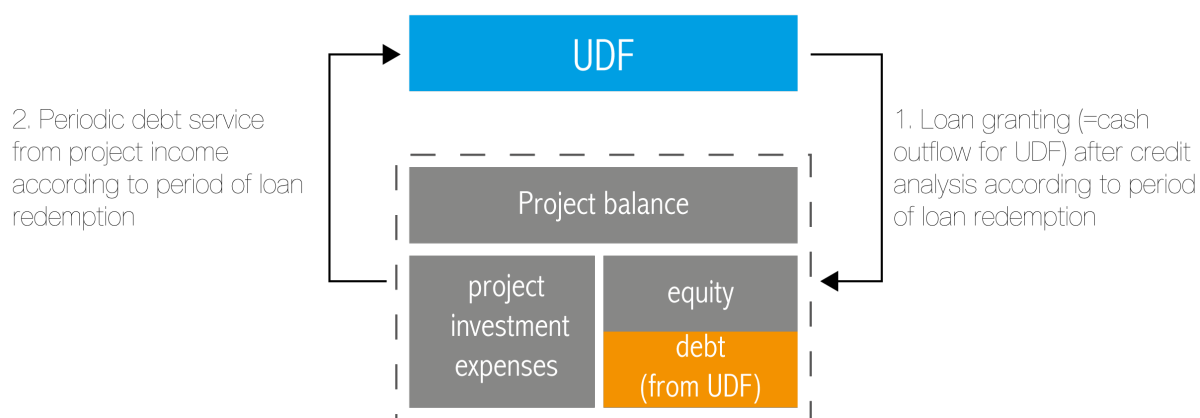 UDF
2. Periodic debt service
from project income
according to period of loan
redemption
1. Loan granting (=cash
outflow for UDF) after credit
analysis according to period
of loan redemption
Project balance
project
investment
expenses
equity
debt
(from UDF)